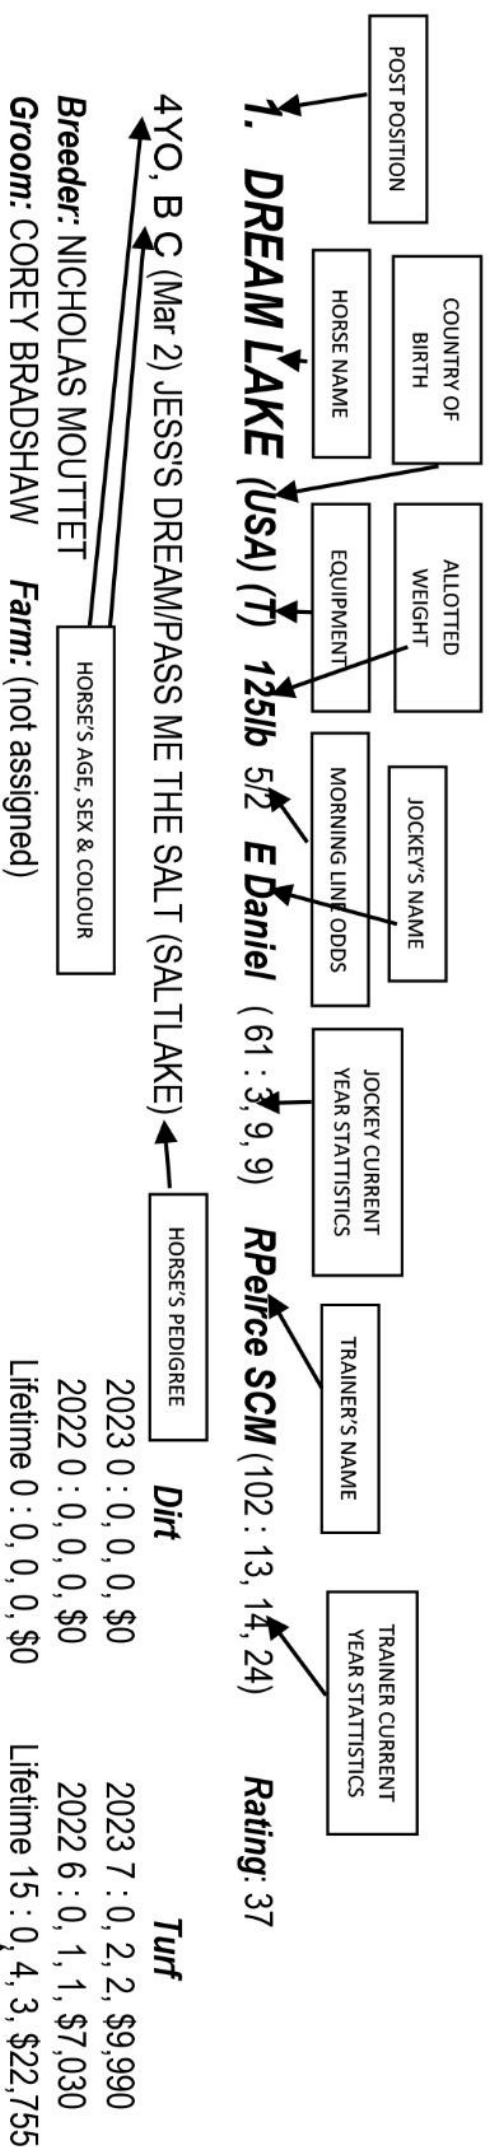 POST POSITION
COUNTRY OF
BIRTH
HORSE NAME
ALLOTTED
WEIGHT
EQUIPMENT
JOCKEY'S NAME
MORNING LINE ODDS
JOCKEY CURRENT
YEAR STATTISTICS
TRAINER'S NAME
TRAINER CURRENT
YEAR STATTISTICS
1. DREAM LAKE (USA) (T) 125lb 5/2 E Daniel ( 61 : 3, 9, 9) RPeirce SCM (102 : 13, 14, 24) Rating: 37
4YO, B C (Mar 2) JESS'S DREAM/PASS ME THE SALT (SALTLAKE)
HORSE'S PEDIGREE
Dirt Turf
2023 0 : 0, 0, 0, $0 2023 7 : 0, 2, 2, $9,990
Breeder: NICHOLAS MOUTTET 2022 0 : 0, 0, 0, $0 2022 6 : 0, 1, 1, $7,030
HORSE'S AGE, SEX & COLOUR
Groom: COREY BRADSHAW Farm: (not assigned) Lifetime 0 : 0, 0, 0, $0 Lifetime 15 : 0, 4, 3, $22,755